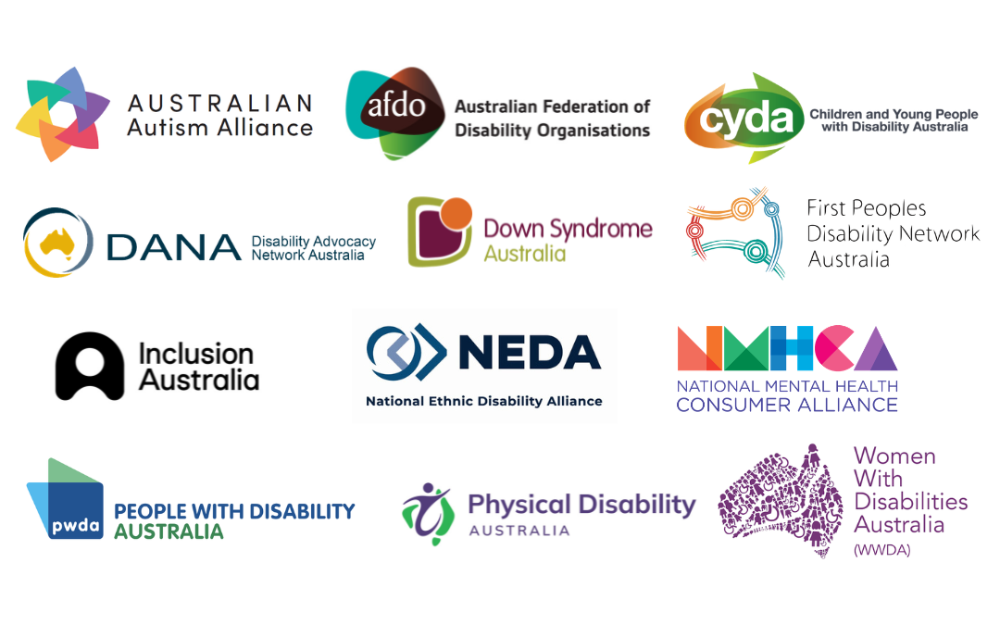 AUSTRALIAN
Autism Alliance
afdo
Australian Federation of
Disability Organisations
cyda
Children and Young People
with Disability Australia
DANA
Disability Advocacy
Network Australia
Down Syndrome
Australia
First Peoples
Disability Network
Australia
Inclusion
Australia
NEDA
National Ethnic Disability Alliance
NMHCA
NATIONAL MENTAL HEALTH
CONSUMER ALLIANCE
pwda
PEOPLE WITH DISABILITY
AUSTRALIA
Physical Disability
AUSTRALIA
Women
With
Disabilities
Australia
(WWDA)